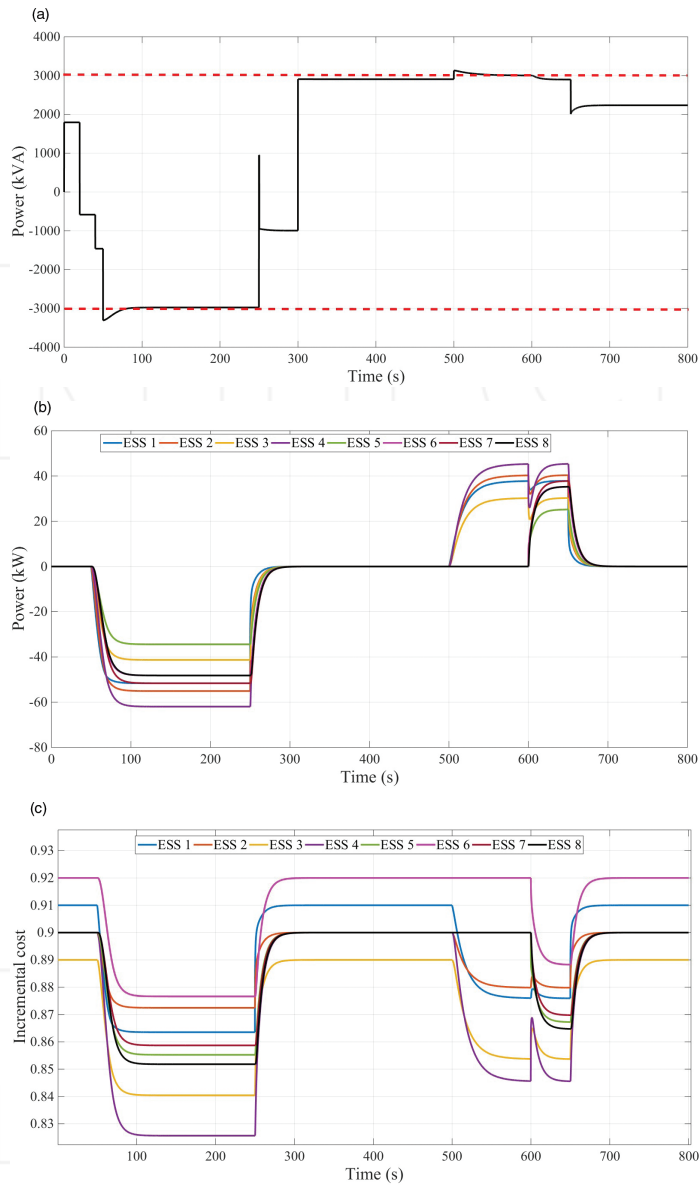 (a)
4000
3000
2000
1000
0
-1000
-2000
-3000
-4000
Power (kVA)
0 100 200 300 400 500 600 700 800
Time (s)
(b)
60
40
20
0
-20
-40
-60
-80
Power (kW)
ESS 1 ESS 2 ESS 3 ESS 4 ESS 5 ESS 6 ESS 7 ESS 8
0 100 200 300 400 500 600 700 800
Time (s)
(c)
0.93
0.92
0.91
0.9
0.89
0.88
0.87
0.86
0.85
0.84
0.83
Incremental cost
ESS 1 ESS 2 ESS 3 ESS 4 ESS 5 ESS 6 ESS 7 ESS 8
100 200 300 400 500 600 700 800
Time (s)